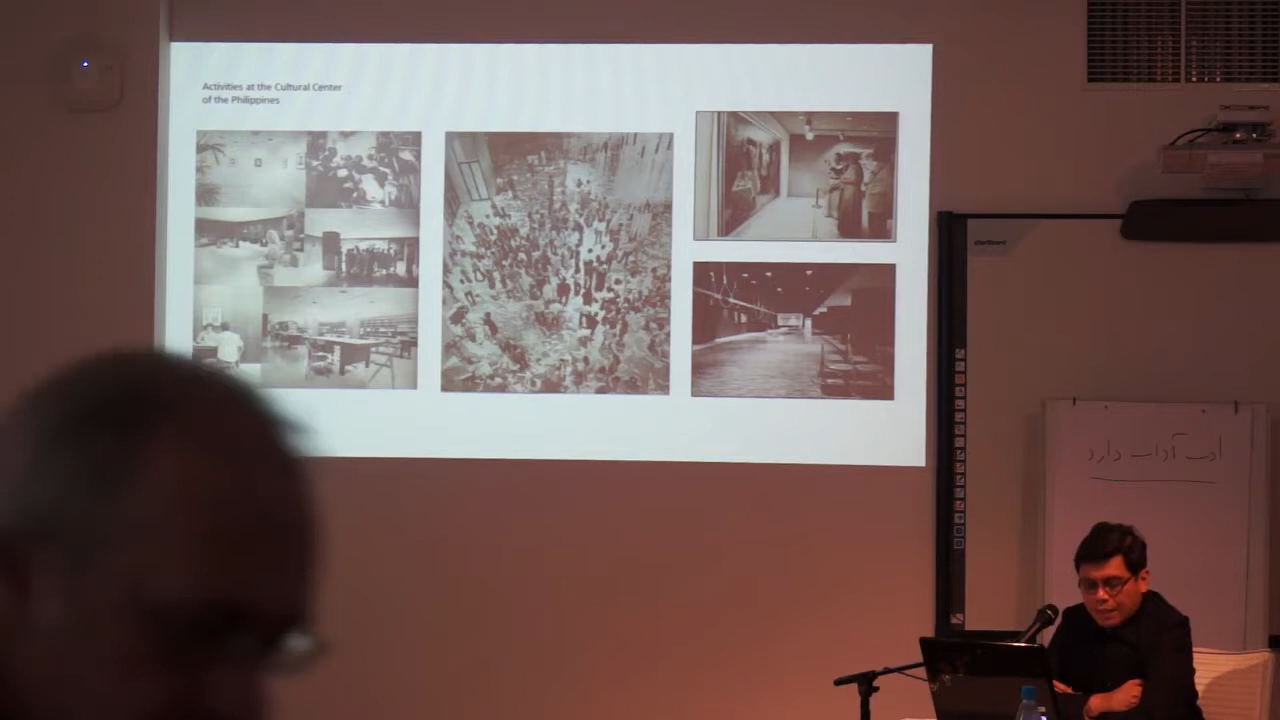 Activities at the Cultural Center
of the Philippines
ادب آداب دارد